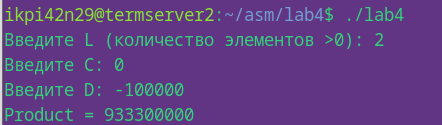 ikpi42n29@termserver2:~/asm/lab4$ ./lab4
Введите L (количество элементов >0): 2
Введите C: 0
Введите D: -100000
Product = 933300000